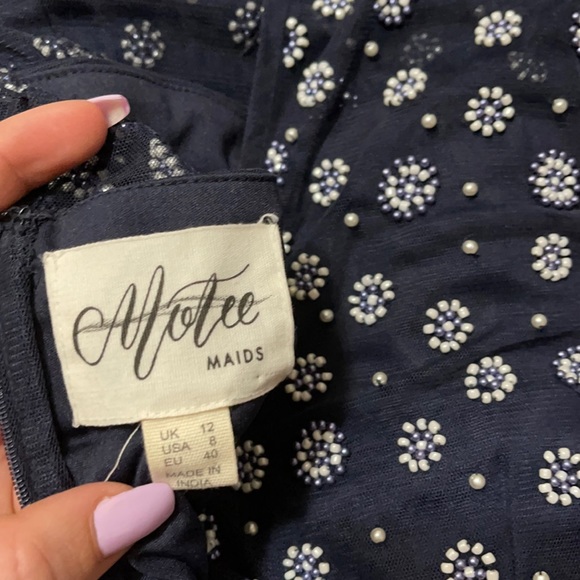 Motee
MAIDS
UK 12
USA 8
EU 40
MADE IN
INDIA